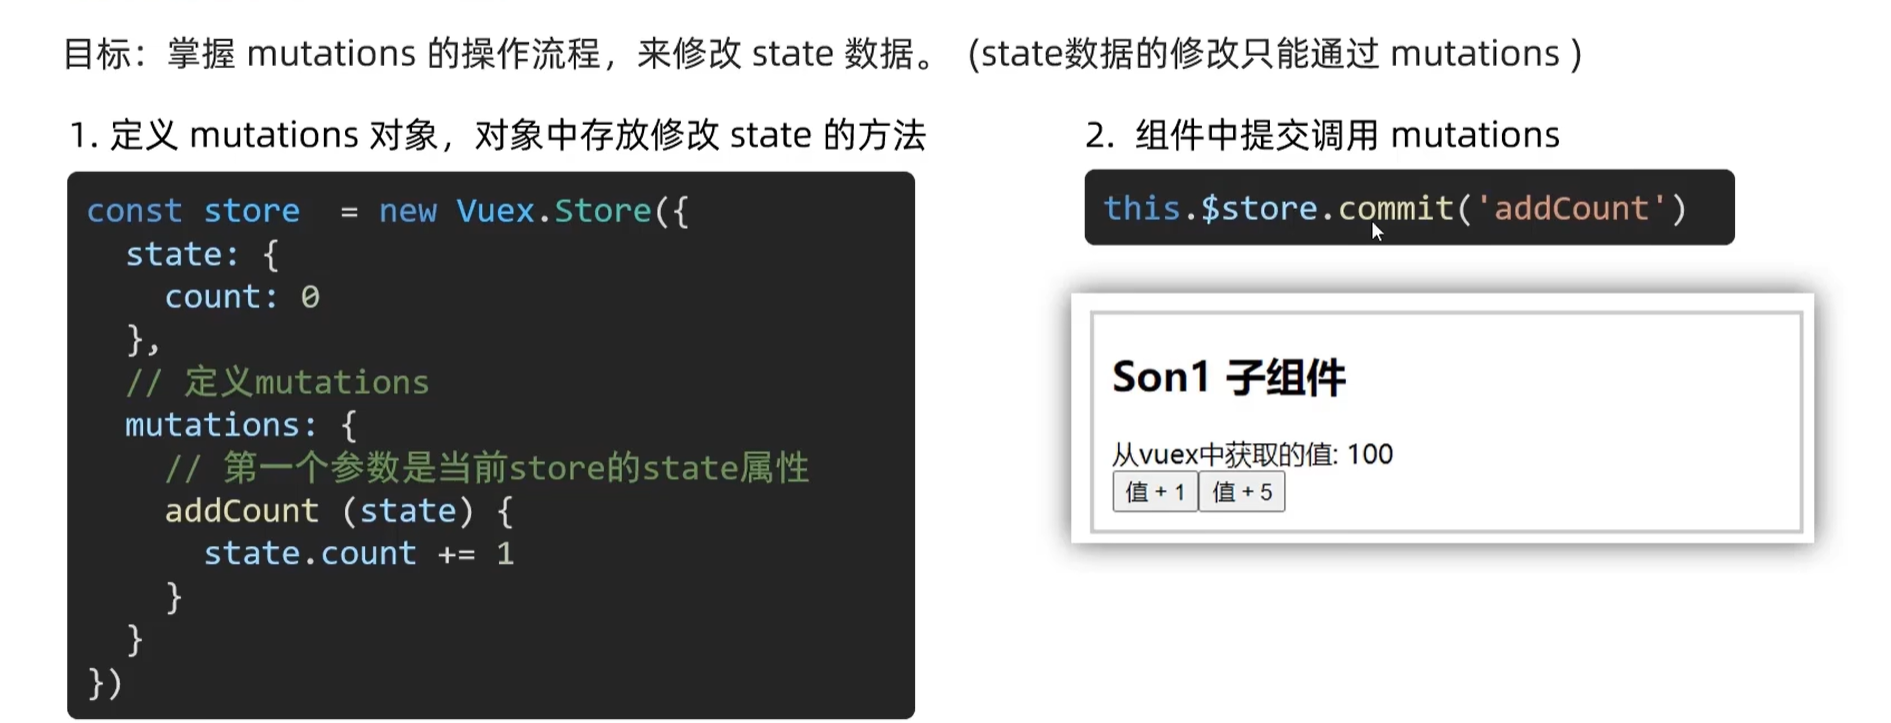 目标：掌握 mutations 的操作流程，来修改 state 数据。 (state数据的修改只能通过 mutations )
1. 定义 mutations 对象，对象中存放修改 state 的方法
const store  = new Vuex.Store({
  state: {
    count: 0
  },
  // 定义mutations
  mutations: {
    // 第一个参数是当前store的state属性
    addCount (state) {
      state.count += 1
    }
  }
})
2. 组件中提交调用 mutations
this.$store.commit('addCount')
Son1 子组件
从vuex中获取的值: 100
值 + 1 值 + 5